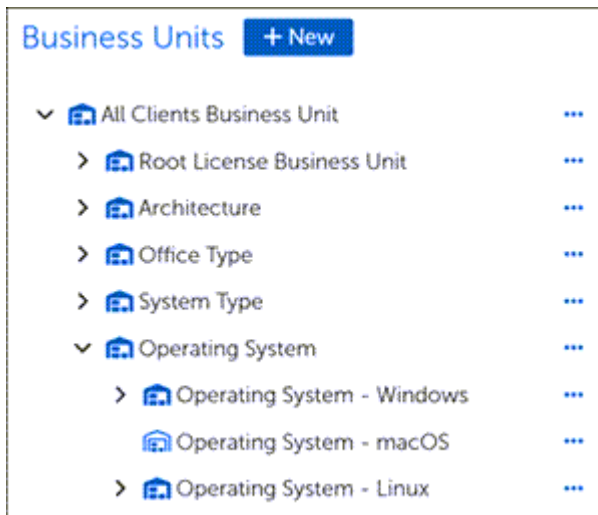 Business Units + New
All Clients Business Unit
Root License Business Unit
Architecture
Office Type
System Type
Operating System
Operating System - Windows
Operating System - macOS
Operating System - Linux